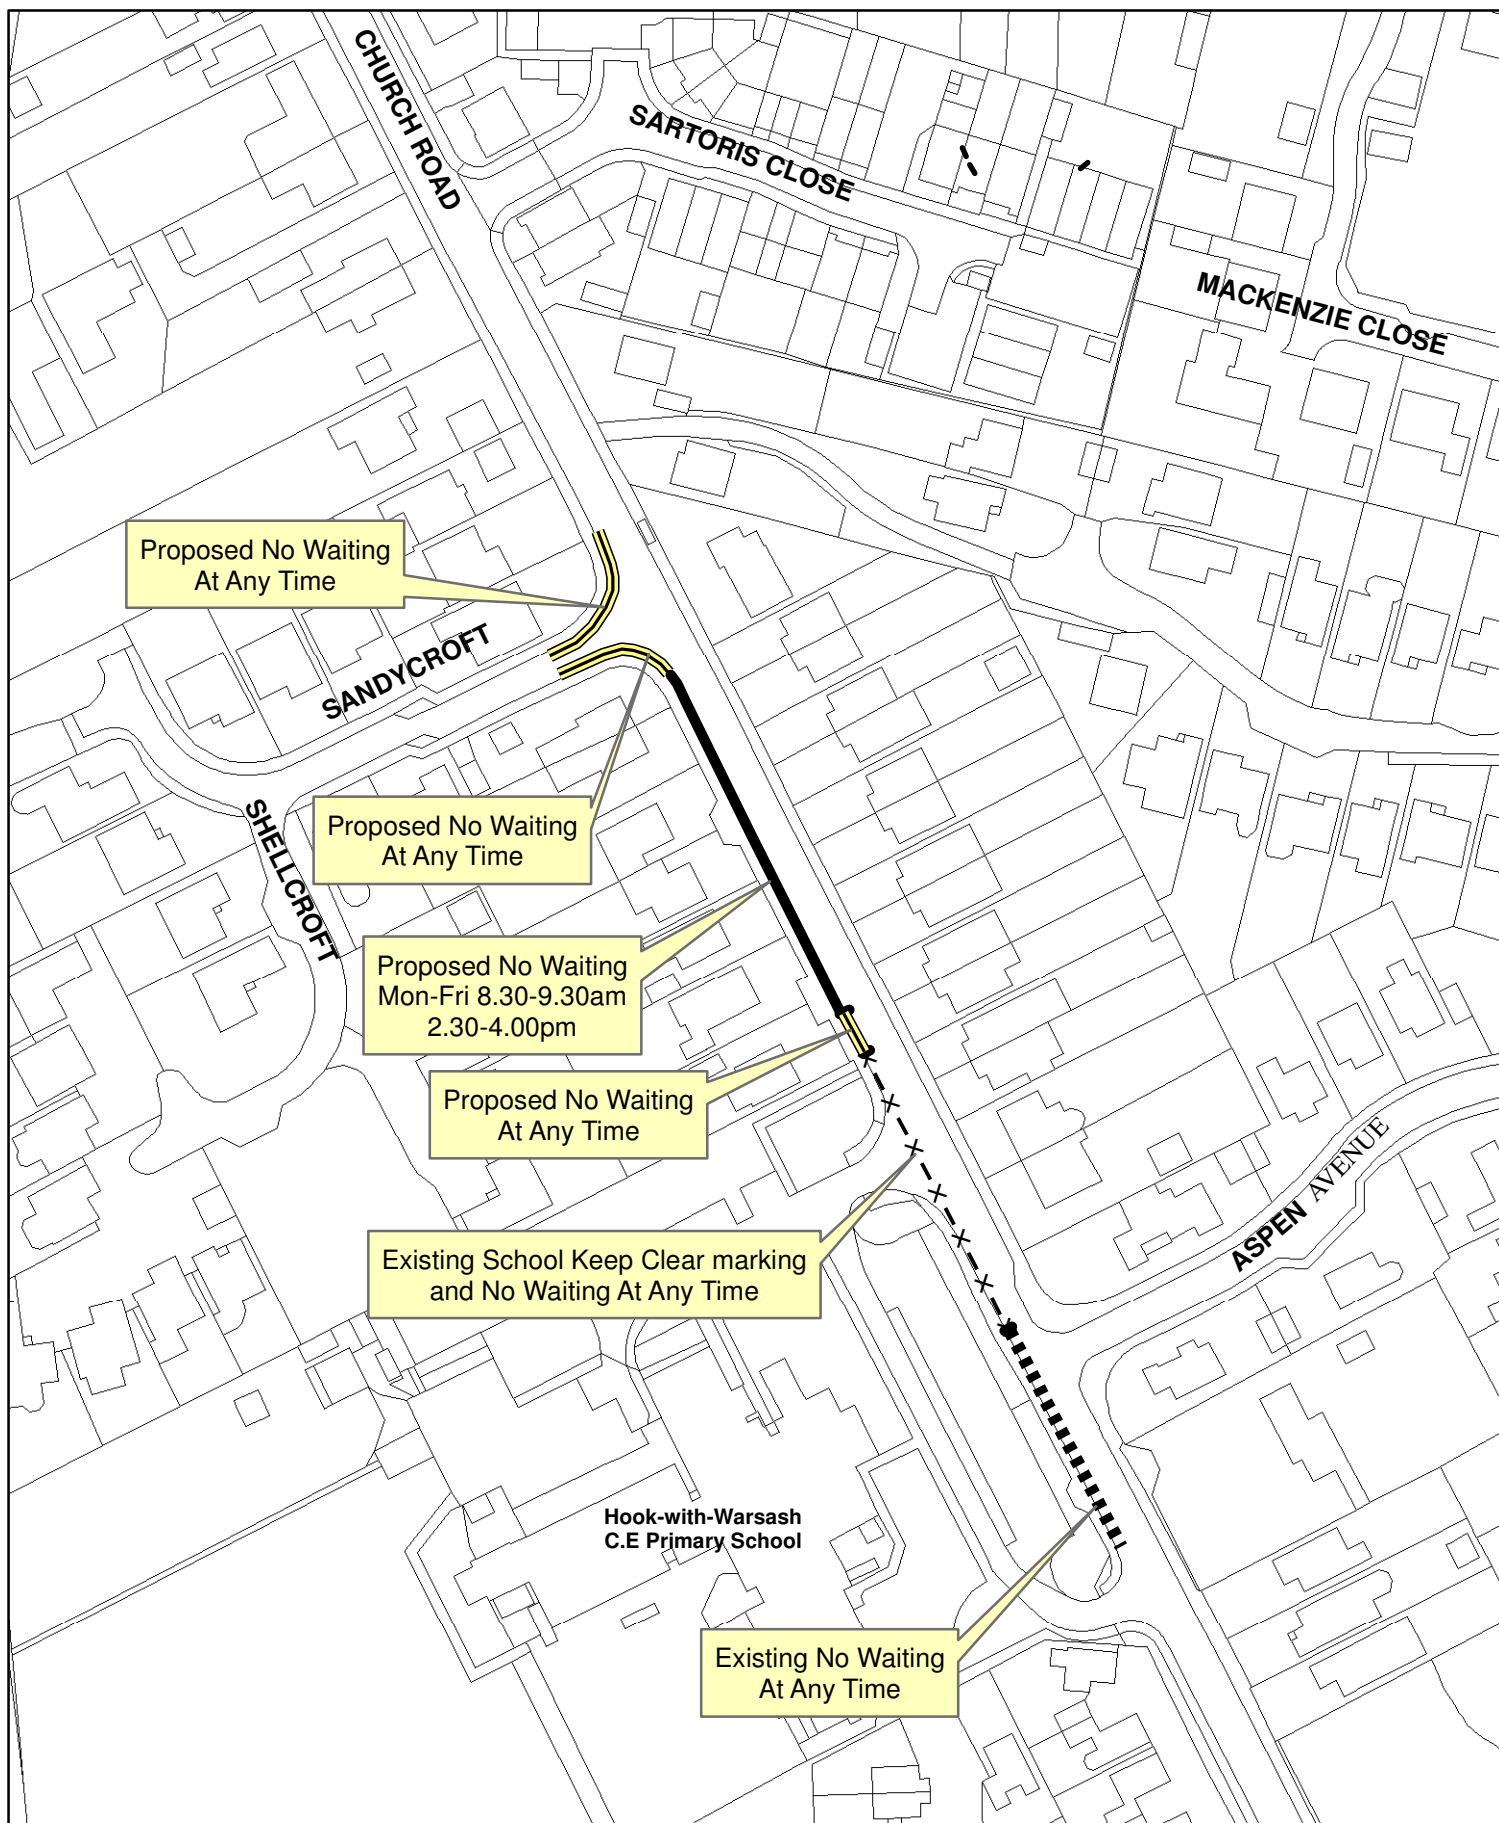 CHURCH ROAD
SARTORIS CLOSE
MACKENZIE CLOSE
Proposed No Waiting
At Any Time
SANDYCROFT
SHELLCROFT
Proposed No Waiting
At Any Time
Proposed No Waiting
Mon-Fri 8.30-9.30am
2.30-4.00pm
Proposed No Waiting
At Any Time
ASPEN AVENUE
Existing School Keep Clear marking
and No Waiting At Any Time
Hook-with-Warsash
C.E Primary School
Existing No Waiting
At Any Time